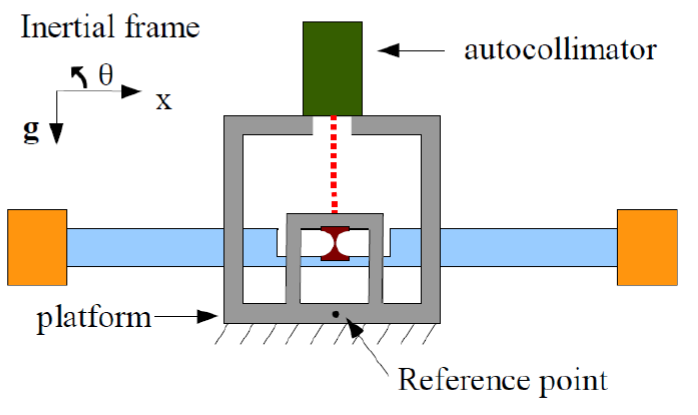 Inertial frame
autocollimator
θ
x
g
platform
Reference point